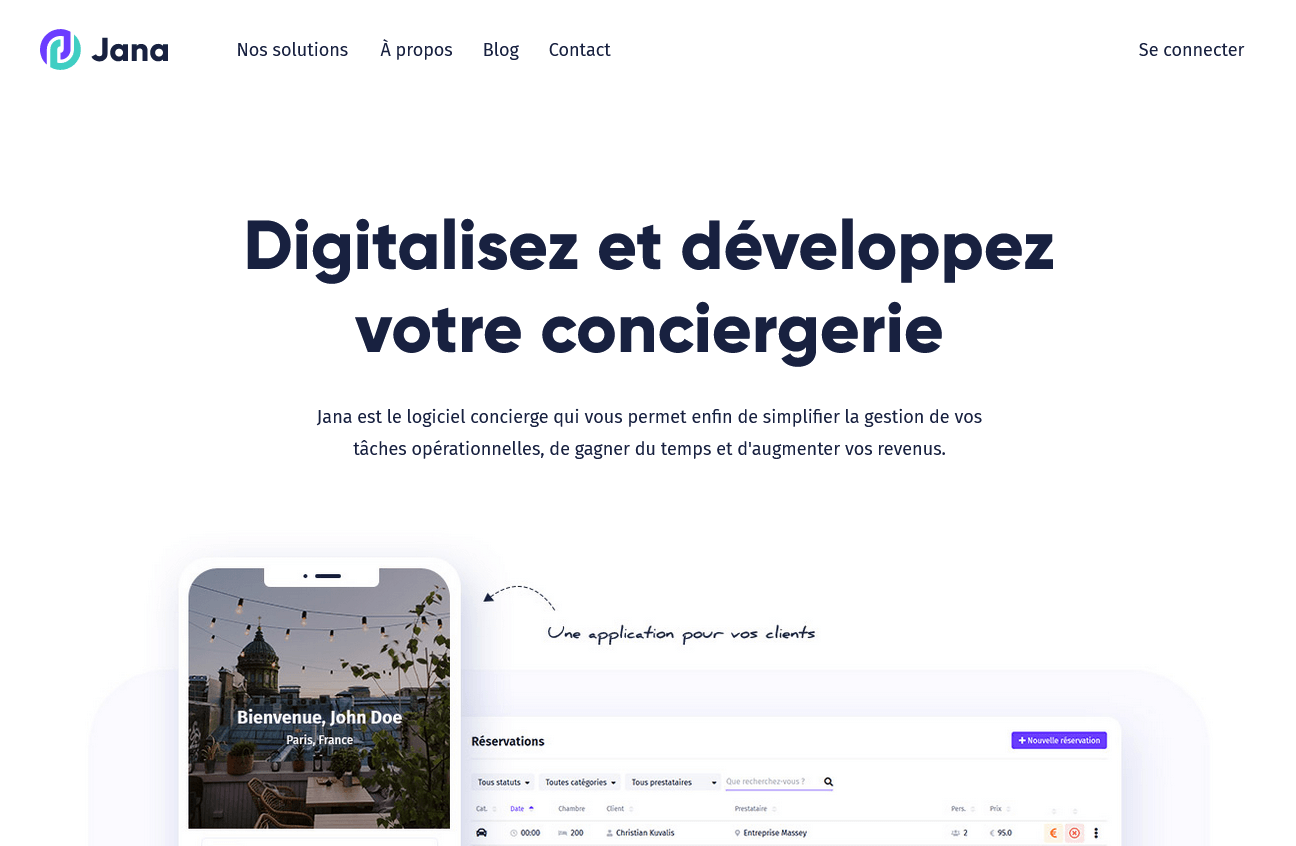 Jana
Nos solutions
À propos
Blog
Contact
Se connecter
Digitalisez et développez
votre conciergerie
Jana est le logiciel concierge qui vous permet enfin de simplifier la gestion de vos
tâches opérationnelles, de gagner du temps et d'augmenter vos revenus.
Une application pour vos clients
Bienvenue, John Doe
Paris, France
Réservations
+ Nouvelle réservation
Tous statuts
Toutes catégories
Tous prestataires
Que recherchez-vous ?
Cat. Date Chambre Client Prestataire Pers. Prix
00:00 200 Christian Kuvalis Entreprise Massey 2 € 95.0 €